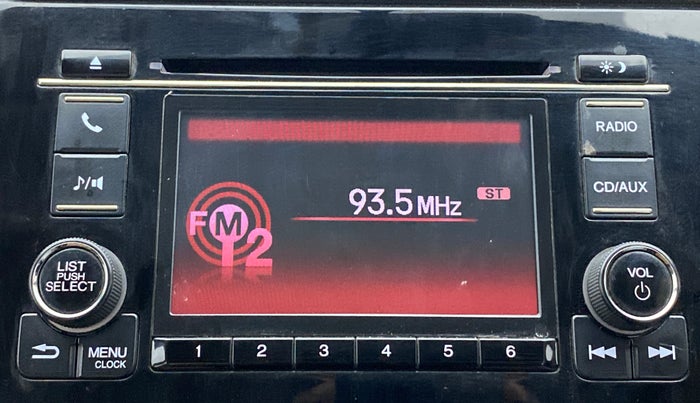 RADIO
CD/AUX
93.5 MHz
ST
FM
2
LIST
PUSH
SELECT
VOL
MENU
CLOCK
1 2 3 4 5 6